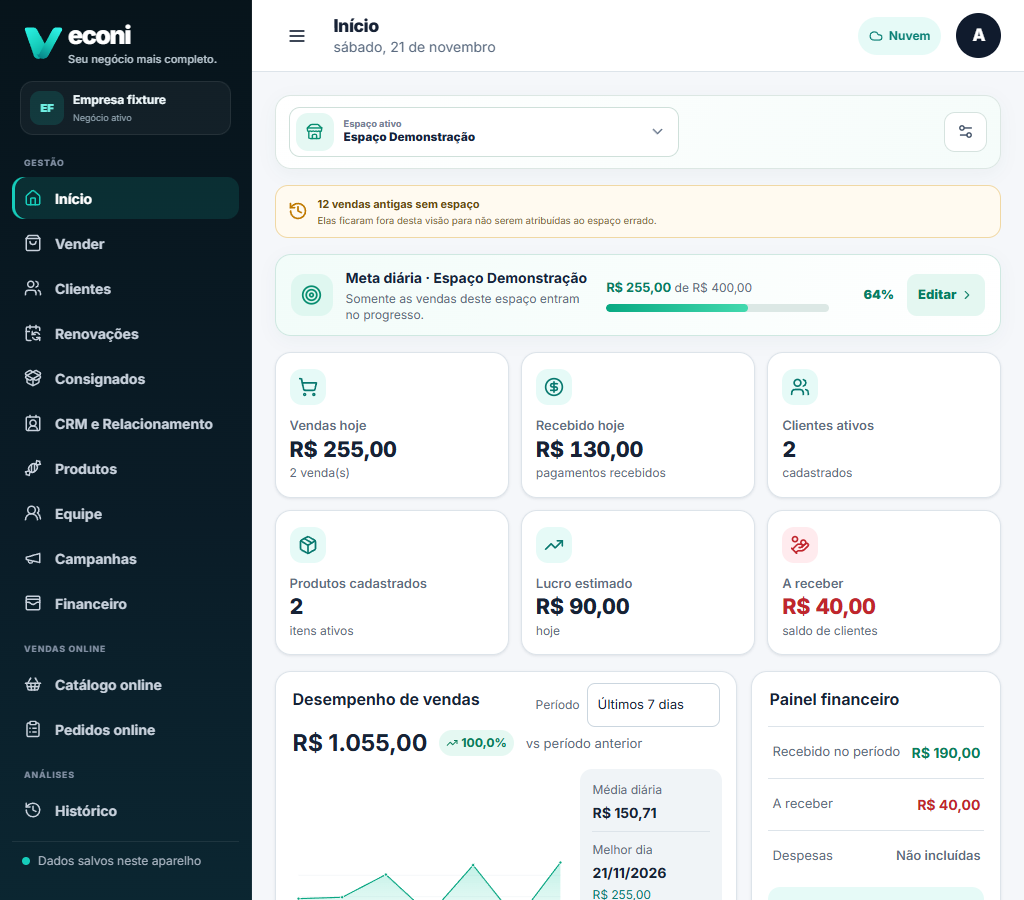 Veconi
Seu negócio mais completo.
EF
Empresa fixture
Negócio ativo
GESTÃO
Início
Vender
Clientes
Renovações
Consignados
CRM e Relacionamento
Produtos
Equipe
Campanhas
Financeiro
VENDAS ONLINE
Catálogo online
Pedidos online
ANÁLISES
Histórico
Dados salvos neste aparelho
Início
sábado, 21 de novembro
Nuvem
A
Espaço ativo
Espaço Demonstração
12 vendas antigas sem espaço
Elas ficaram fora desta visão para não serem atribuídas ao espaço errado.
Meta diária · Espaço Demonstração
Somente as vendas deste espaço entram
no progresso.
R$ 255,00 de R$ 400,00
64%
Editar
Vendas hoje
R$ 255,00
2 venda(s)
Recebido hoje
R$ 130,00
pagamentos recebidos
Clientes ativos
2
cadastrados
Produtos cadastrados
2
itens ativos
Lucro estimado
R$ 90,00
hoje
A receber
R$ 40,00
saldo de clientes
Desempenho de vendas
Período
Últimos 7 dias
R$ 1.055,00
100,0%
vs período anterior
Média diária
R$ 150,71
Melhor dia
21/11/2026
R$ 255,00
Painel financeiro
Recebido no período R$ 190,00
A receber R$ 40,00
Despesas Não incluídas